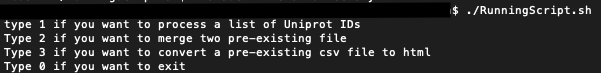 $ ./RunningScript.sh
type 1 if you want to process a list of Uniprot IDs
Type 2 if you want to merge two pre-existing file
Type 3 if you want to convert a pre-existing csv file to html
Type 0 if you want to exit